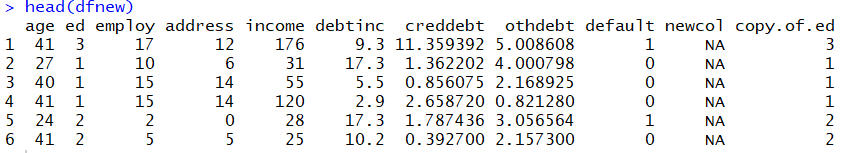 > head(dfnew)
age ed employ address income debtinc creddebt othdebt default newcol copy.of.ed
1 41 3 17 12 176 9.3 11.359392 5.008608 1 NA 3
2 27 1 10 6 31 17.3 1.362202 4.000798 0 NA 1
3 40 1 15 14 55 5.5 0.856075 2.168925 0 NA 1
4 41 1 15 14 120 2.9 2.658720 0.821280 0 NA 1
5 24 2 2 0 28 17.3 1.787436 3.056564 1 NA 2
6 41 2 5 5 25 10.2 0.392700 2.157300 0 NA 2